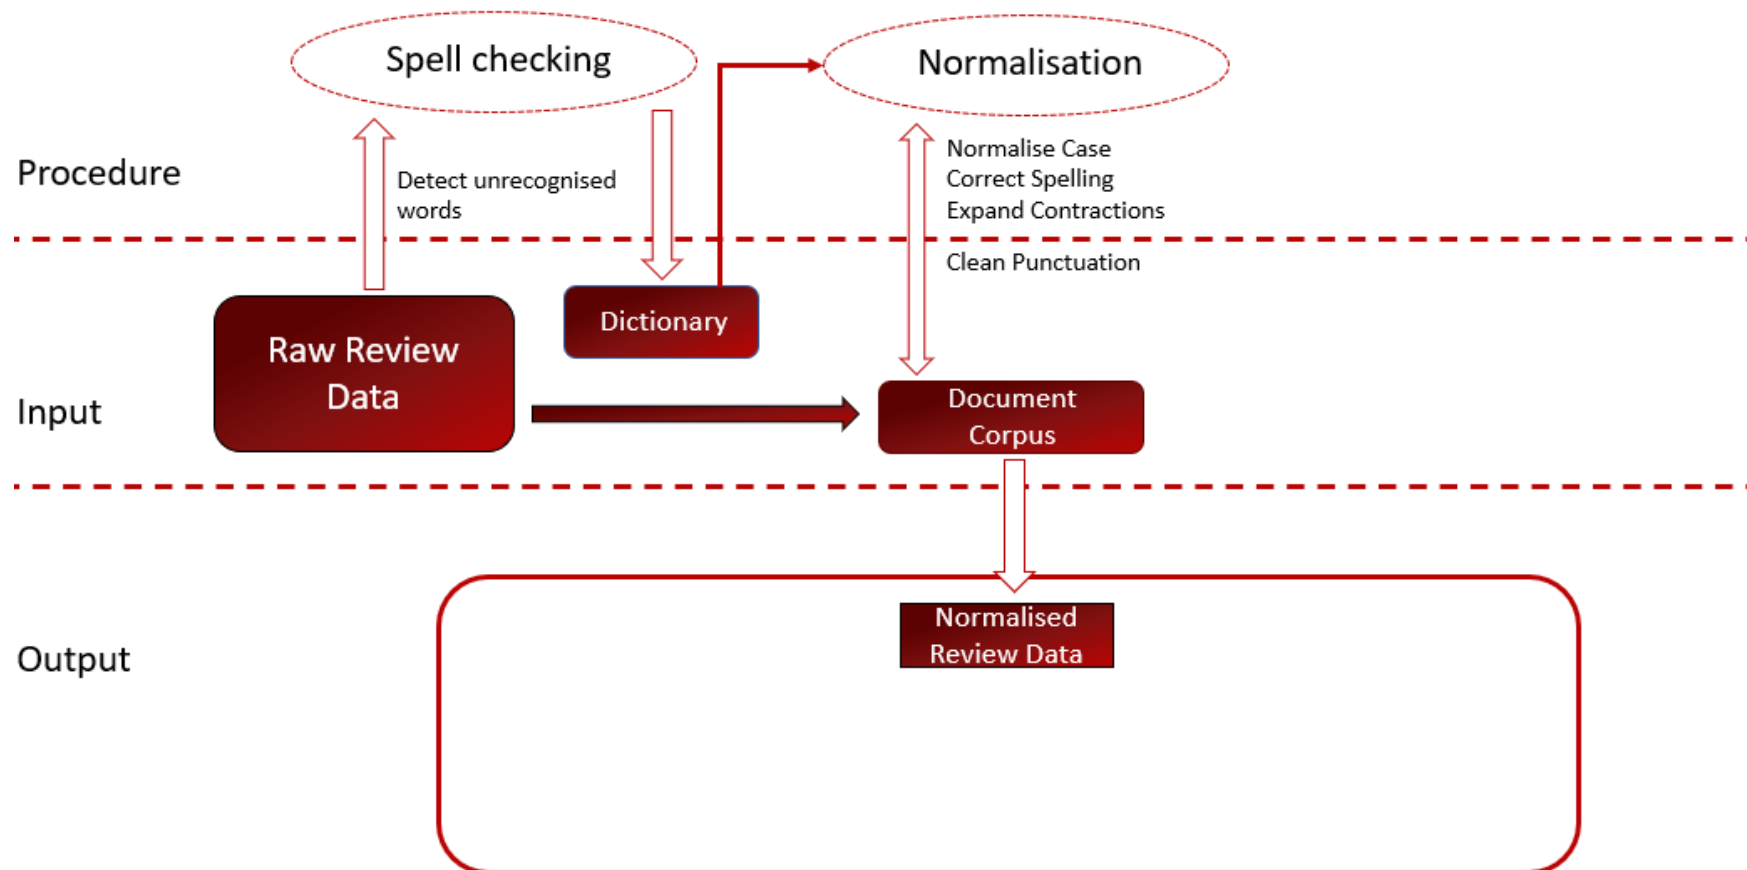 Spell checking
Normalisation
Procedure
Detect unrecognised
words
Normalise Case
Correct Spelling
Expand Contractions
Clean Punctuation
Input
Raw Review
Data
Dictionary
Document
Corpus
Output
Normalised
Review Data